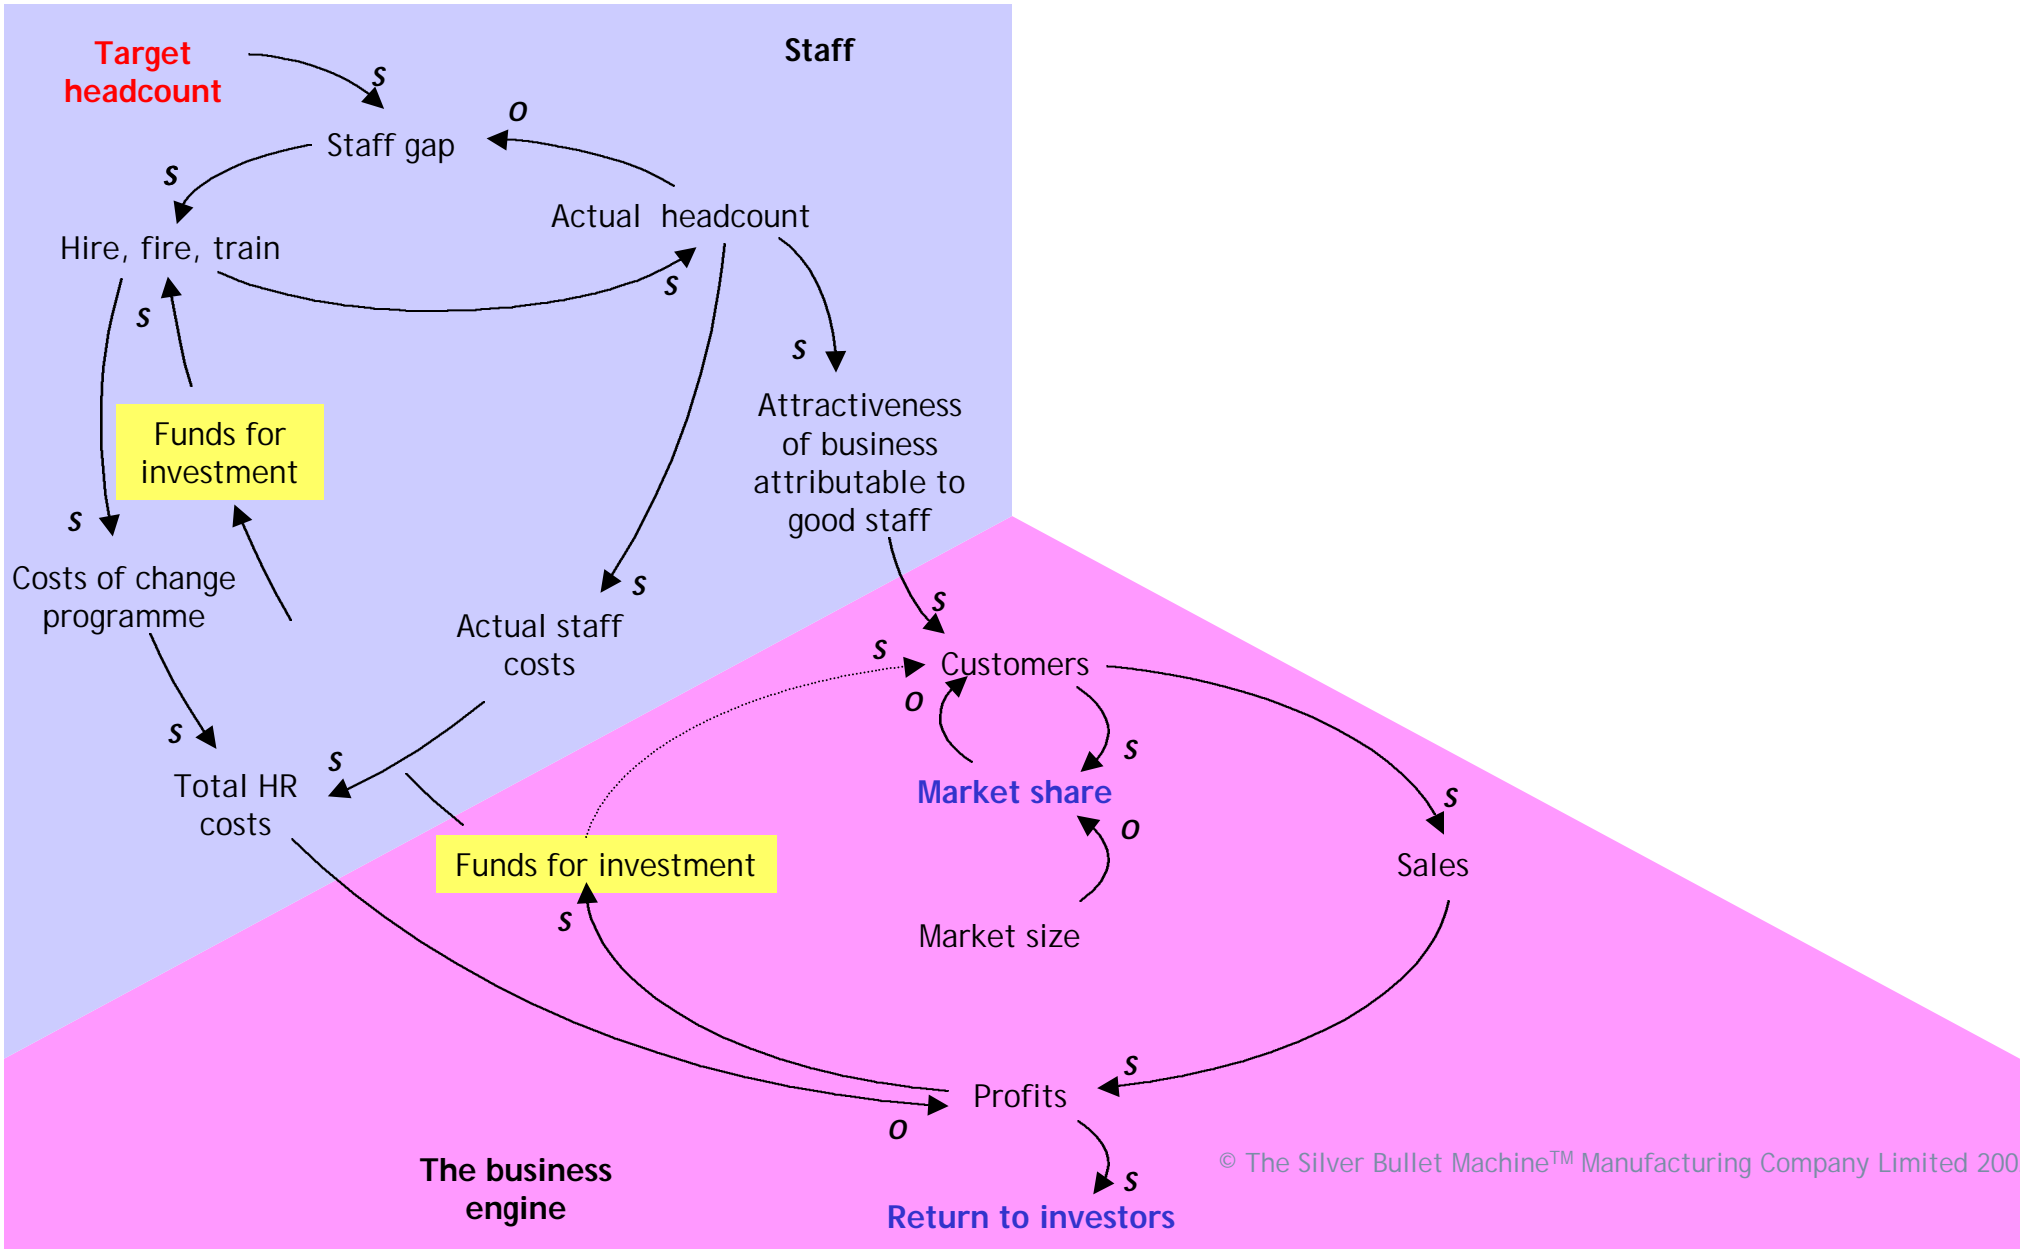 Target
headcount
Staff
S
O
Staff gap
S
Actual headcount
Hire, fire, train
S
S
S
Attractiveness
of business
attributable to
good staff
Funds for
investment
S
Costs of change
programme
S
Actual staff
costs
S
S
Customers
O
S
S
S
Market share
Total HR
costs
S
O
Funds for investment
Sales
S
Market size
S
Profits
O
The business
engine
© The Silver Bullet Machine™ Manufacturing Company Limited 200
S
Return to investors